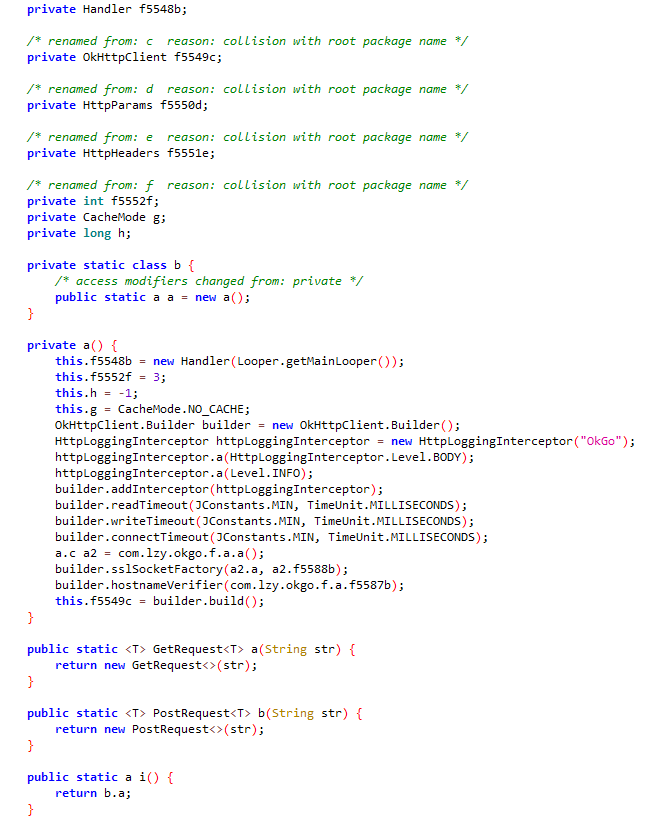 private Handler f5548b;

/* renamed from: c  reason: collision with root package name */
private OkHttpClient f5549c;

/* renamed from: d  reason: collision with root package name */
private HttpParams f5550d;

/* renamed from: e  reason: collision with root package name */
private HttpHeaders f5551e;

/* renamed from: f  reason: collision with root package name */
private int f5552f;
private CacheMode g;
private long h;

private static class b {
    /* access modifiers changed from: private */
    public static a a = new a();
}

private a() {
    this.f5548b = new Handler(Looper.getMainLooper());
    this.f5552f = 3;
    this.h = -1;
    this.g = CacheMode.NO_CACHE;
    OkHttpClient.Builder builder = new OkHttpClient.Builder();
    HttpLoggingInterceptor httpLoggingInterceptor = new HttpLoggingInterceptor("OkGo");
    httpLoggingInterceptor.a(HttpLoggingInterceptor.Level.BODY);
    httpLoggingInterceptor.a(Level.INFO);
    builder.addInterceptor(httpLoggingInterceptor);
    builder.readTimeout(JConstants.MIN, TimeUnit.MILLISECONDS);
    builder.writeTimeout(JConstants.MIN, TimeUnit.MILLISECONDS);
    builder.connectTimeout(JConstants.MIN, TimeUnit.MILLISECONDS);
    a.c a2 = com.lzy.okgo.f.a.a();
    builder.sslSocketFactory(a2.a, a2.f5588b);
    builder.hostnameVerifier(com.lzy.okgo.f.a.f5587b);
    this.f5549c = builder.build();
}

public static <T> GetRequest<T> a(String str) {
    return new GetRequest<>(str);
}

public static <T> PostRequest<T> b(String str) {
    return new PostRequest<>(str);
}

public static a i() {
    return b.a;
}